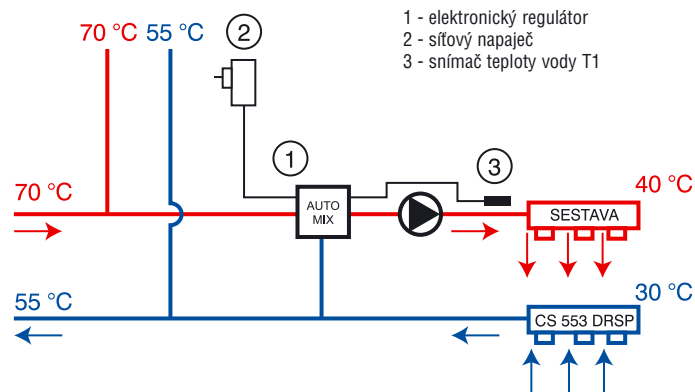 1 - elektronický regulátor
2 - síťový napaječ
3 - snímač teploty vody T1
70 °C 55 °C
2
1
3
70 °C
40 °C
AUTO
MIX
SESTAVA
55 °C
30 °C
CS 553 DRSP